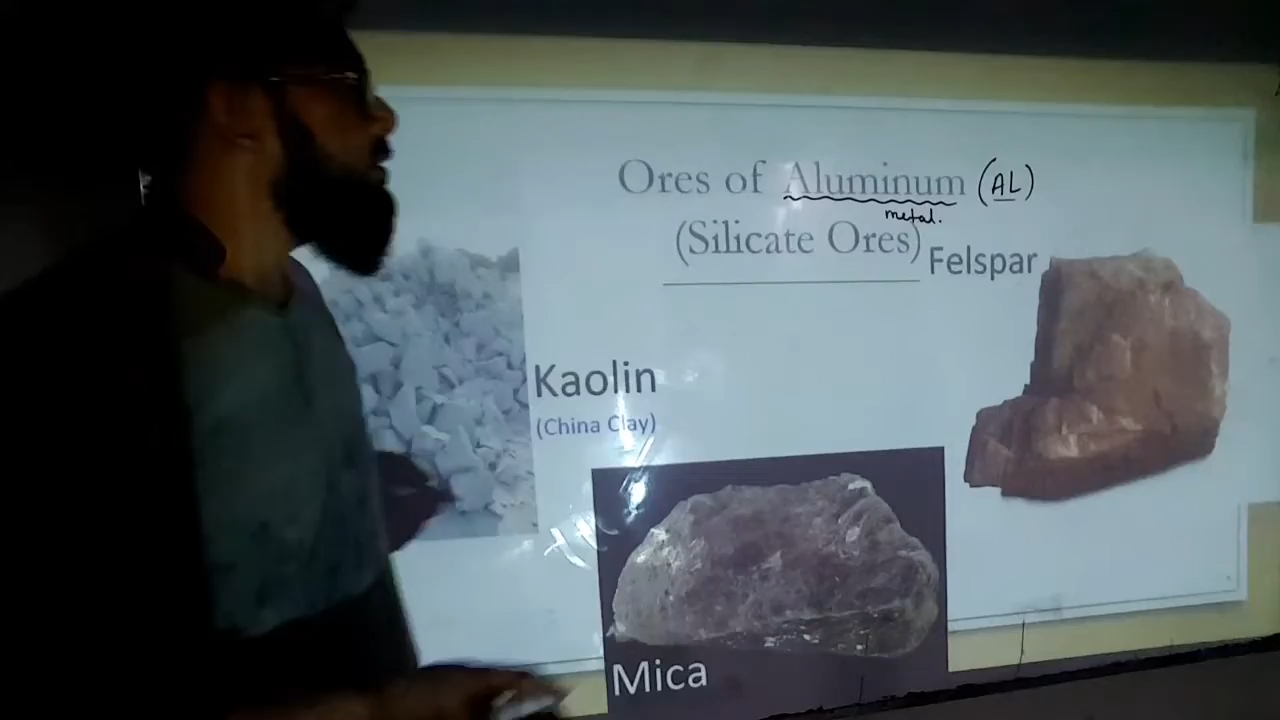 Ores of Aluminum (AL)
metal.
(Silicate Ores)
Felspar
Kaolin
(China Clay)
Mica